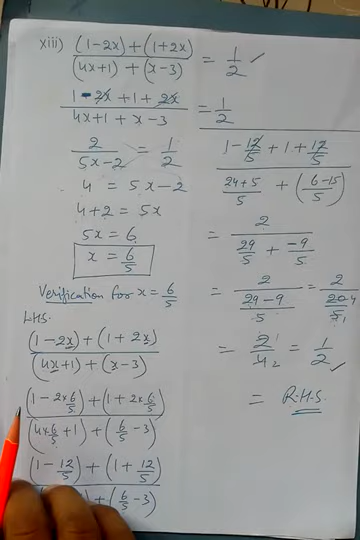 xiii) ((1-2x)+(1+2x))/((4x+1)+(x-3)) = 1/2 ✓
(1-2x+1+2x)/(4x+1+x-3) = 1/2
2/(5x-2) = 1/2
4 = 5x-2
4+2 = 5x
5x = 6
x = 6/5
Verification for x = 6/5
LHS.
((1-2x)+(1+2x))/((4x+1)+(x-3))
((1-2×6/5)+(1+2×6/5))/((4×6/5+1)+(6/5-3))
(1-12/5)+(1+12/5)
+(6/5-3)
(1-12/5+1+12/5)/((24+5)/5+((6-15)/5))
= 2/(29/5+-9/5)
= 2/((29-9)/5) = 2/(20 4/5 1)
= 2 1/4 2 = 1/2 ✓
= R.H.S.